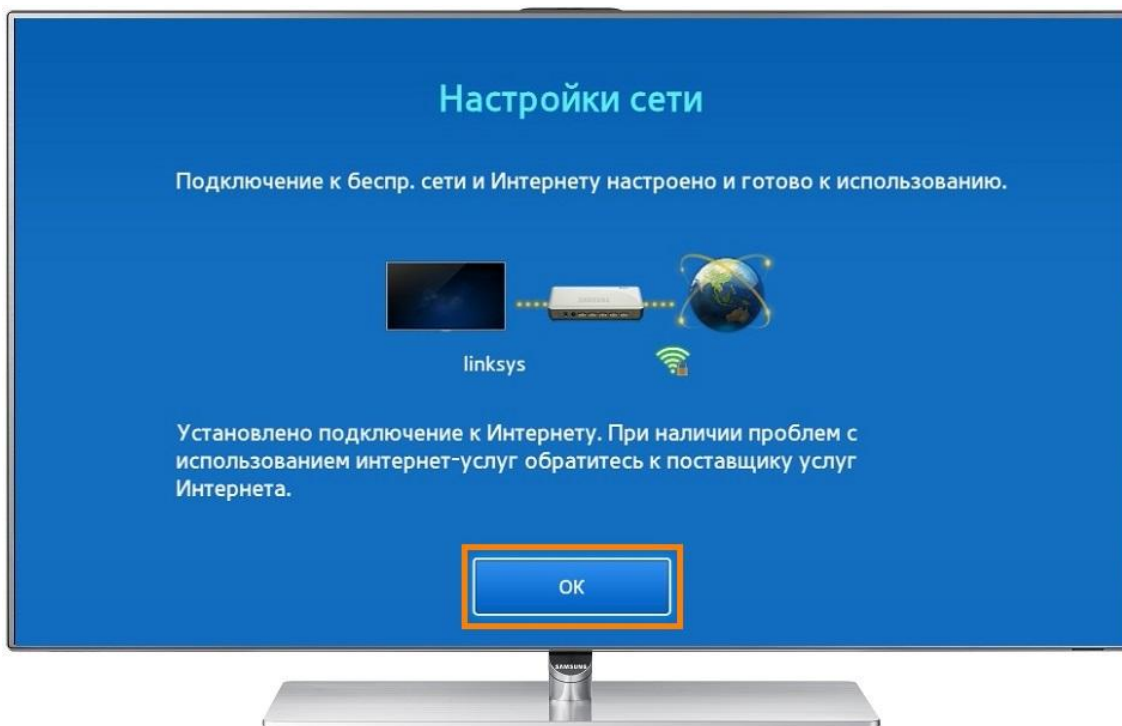 Настройки сети
Подключение к беспр. сети и Интернету настроено и готово к использованию.
SAMSUNG
linksys
Установлено подключение к Интернету. При наличии проблем с
использованием интернет-услуг обратитесь к поставщику услуг
Интернета.
OK
SAMSUNG